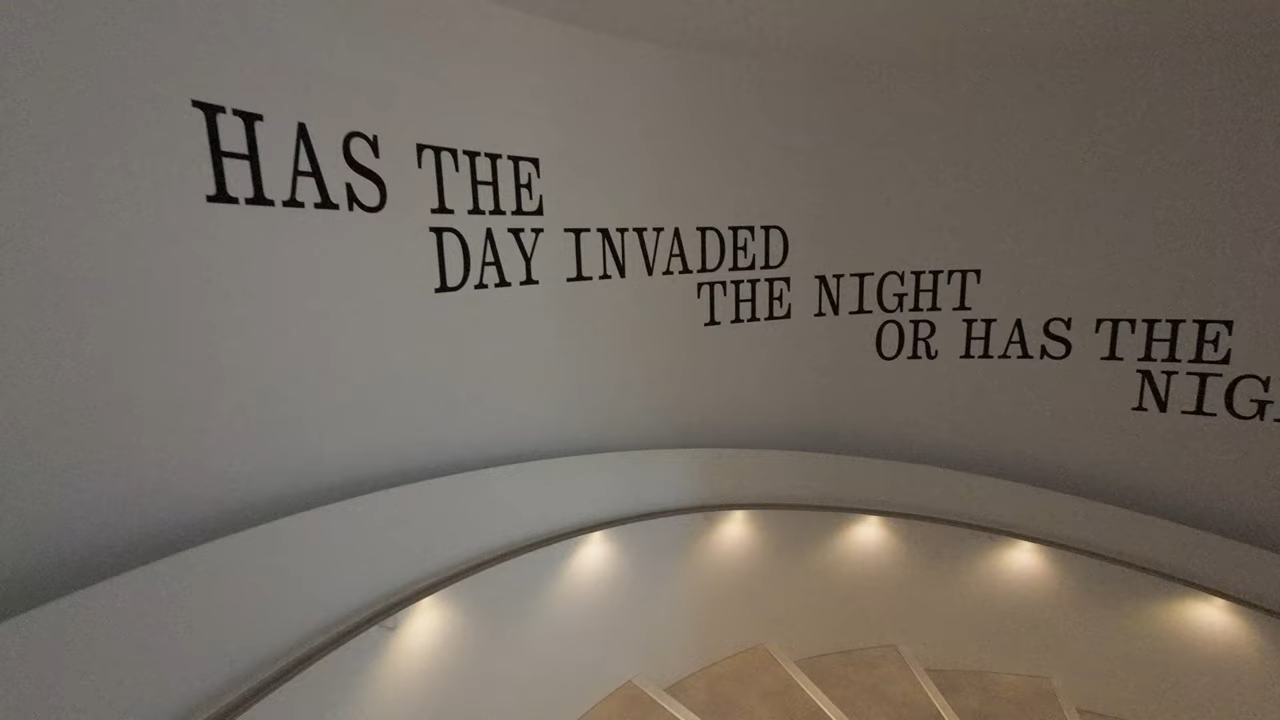 HAS THE
DAY INVADED
THE NIGHT
OR HAS THE